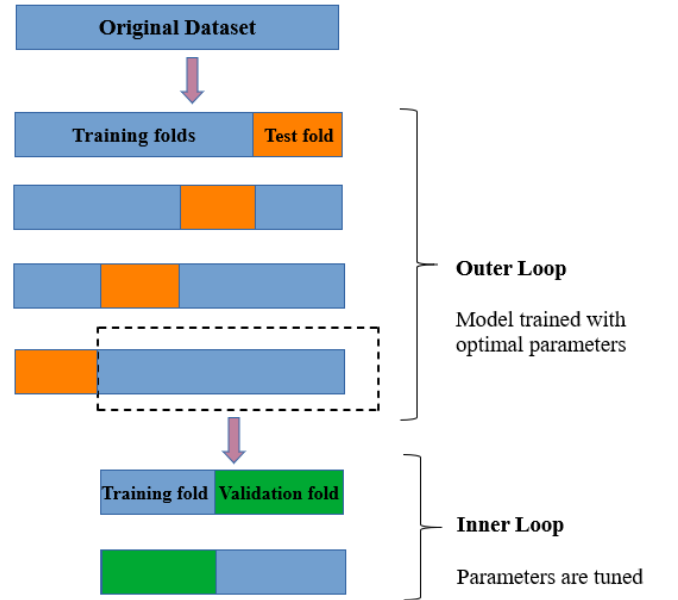 Original Dataset
Training folds
Test fold
Outer Loop
Model trained with
optimal parameters
Training fold
Validation fold
Inner Loop
Parameters are tuned